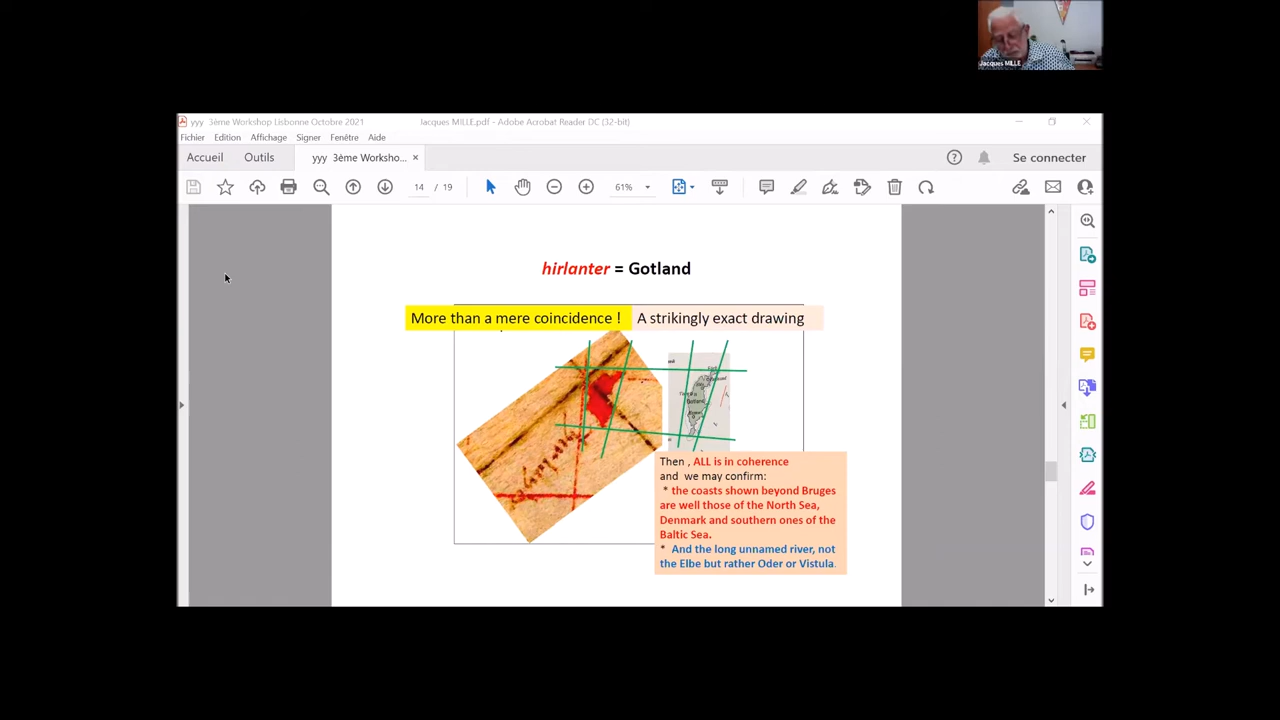 Jacques MILLE
yyy 3ème Workshop Lisbonne Octobre 2021 Jacques MILLE.pdf - Adobe Acrobat Reader DC (32-bit)
Fichier Edition Affichage Signer Fenêtre Aide
Accueil Outils yyy 3ème Worksho... × Se connecter
14 / 19 61%
hirlanter = Gotland
More than a mere coincidence ! A strikingly exact drawing
Gotland
Then , ALL is in coherence
and we may confirm:
* the coasts shown beyond Bruges
are well those of the North Sea,
Denmark and southern ones of the
Baltic Sea.
* And the long unnamed river, not
the Elbe but rather Oder or Vistula.